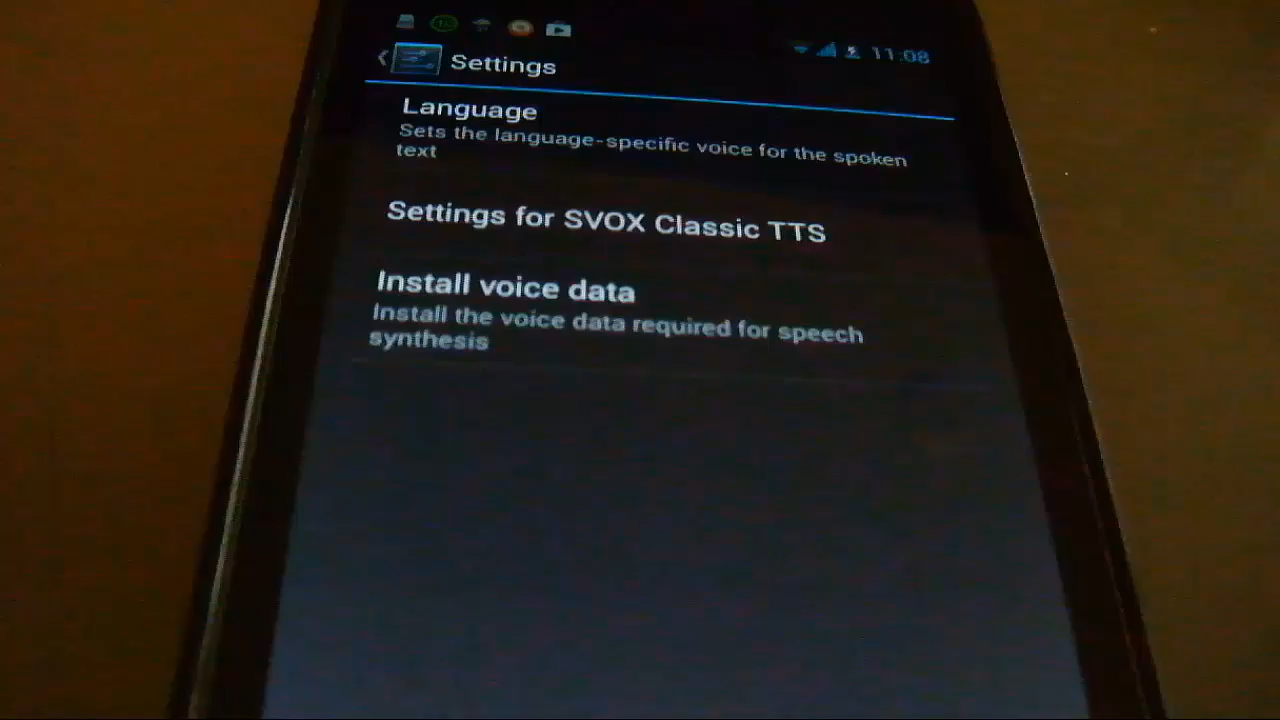 11:08
Settings
Language
Sets the language-specific voice for the spoken
text
Settings for SVOX Classic TTS
Install voice data
Install the voice data required for speech
synthesis